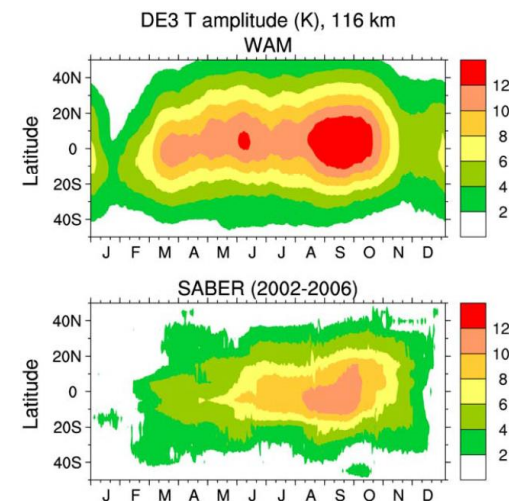 DE3 T amplitude (K), 116 km
WAM
Latitude
40N
20N
0
20S
40S
J F M A M J J A S O N D
12
10
8
6
4
2
SABER (2002-2006)
Latitude
40N
20N
0
20S
40S
J F M A M J J A S O N D
12
10
8
6
4
2